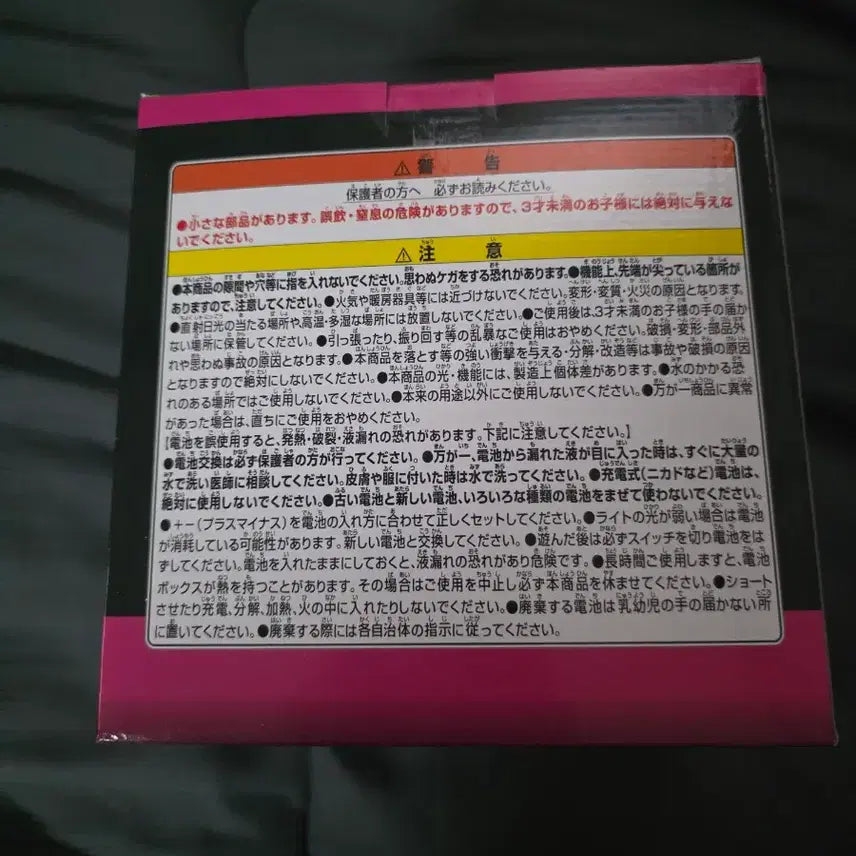 ⚠警告
保護者の方へ 必ずお読みください。
●小さな部品があります。誤飲・窒息の危険がありますので、3才未満のお子様には絶対に与えな
いでください。
⚠注意
●本商品の隙間や穴等に指を入れないでください。思わぬケガをする恐れがあります。●機能上、先端が尖っている箇所が
ありますので、注意してください。●火気や暖房器具等には近づけないでください。変形・変質・火災の原因となります。
●直射日光の当たる場所や高温・多湿な場所には放置しないでください。●ご使用後は3才未満のお子様の手の届か
ない場所に保管してください。●引っ張ったり、振り回す等の乱暴なご使用はおやめください。破損・変形・部品外
れや思わぬ事故の原因となります。●本商品を落とす等の強い衝撃を与える・分解・改造等は事故や破損の原因
となりますので絶対にしないでください。●本商品の光・機能には、製造上個体差があります。●水のかかる恐
れのある場所ではご使用しないでください。●本来の用途以外にご使用しないでください。●万が一商品に異常
があった場合は、直ちにご使用をおやめください。
【電池を誤使用すると、発熱・破裂・液漏れの恐れがあります。下記に注意してください。】
●電池交換は必ず保護者の方が行ってください。●万が一、電池から漏れた液が目に入った時は、すぐに大量の
水で洗い医師に相談してください。皮膚や服に付いた時は水で洗ってください。●充電式(ニカドなど)電池は、
絶対に使用しないでください。●古い電池と新しい電池、いろいろな種類の電池をまぜて使わないでください。
●+-(プラスマイナス)を電池の入れ方に合わせて正しくセットしてください。●ライトの光が弱い場合は電池
が消耗している可能性があります。新しい電池と交換してください。●遊んだ後は必ずスイッチを切り電池をは
ずしてください。電池を入れたままにしておくと、液漏れの恐れがあり危険です。●長時間ご使用しますと、電池
ボックスが熱を持つことがあります。その場合はご使用を中止し必ず本商品を休ませてください。●ショート
させたり充電、分解、加熱、火の中に入れたりしないでください。●廃棄する電池は乳幼児の手の届かない所
に置いてください。●廃棄する際には各自治体の指示に従ってください。